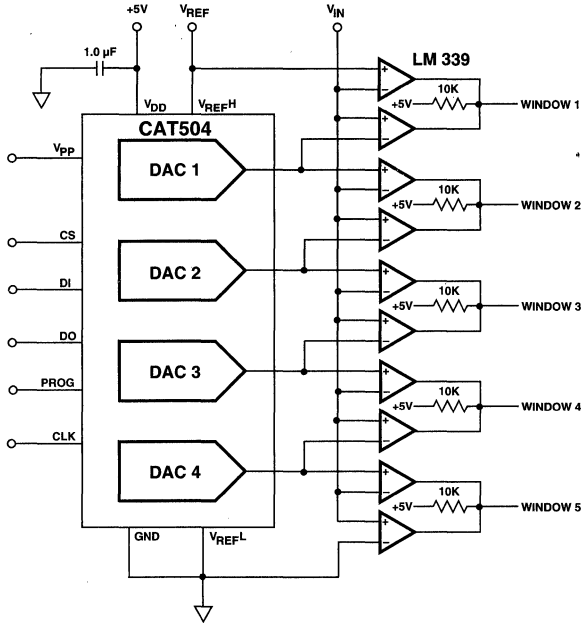 +5V
VREF
VIN
1.0 µF
LM 339
VDD
VREFH
10K
+5V
WINDOW 1
CAT504
VPP
DAC 1
10K
+5V
WINDOW 2
CS
DAC 2
DI
10K
+5V
WINDOW 3
DO
DAC 3
PROG
10K
+5V
WINDOW 4
CLK
DAC 4
10K
+5V
WINDOW 5
GND
VREFL